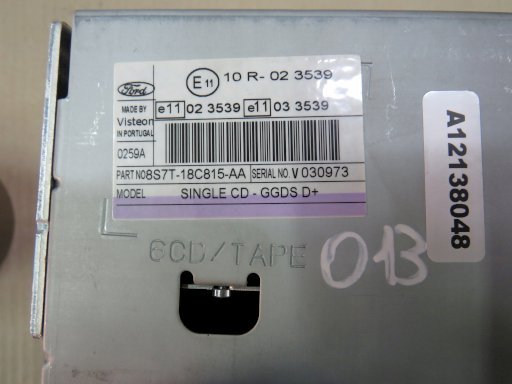 Ford
E11 10 R- 02 3539
MADE BY
Visteon
IN PORTUGAL
e11 02 3539 e11 03 3539
0259A
PART NO 8S7T-18C815-AA SERIAL NO. V 030973
MODEL SINGLE CD - GGDS D+
A12138048
6CD/TAPE
013